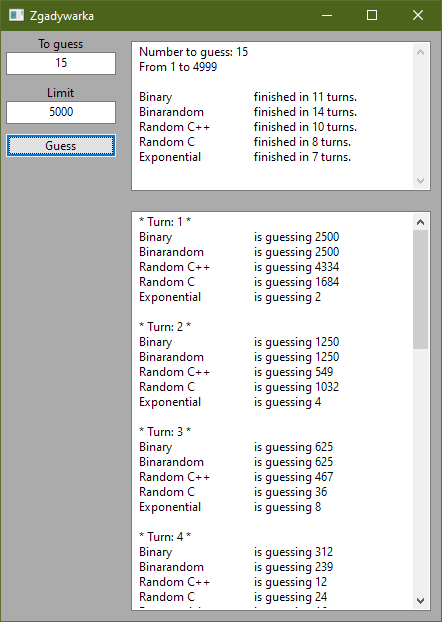 Zgadywarka
To guess
15
Limit
5000
Guess
Number to guess: 15
From 1 to 4999
Binary finished in 11 turns.
Binarandom finished in 14 turns.
Random C++ finished in 10 turns.
Random C finished in 8 turns.
Exponential finished in 7 turns.
* Turn: 1 *
Binary is guessing 2500
Binarandom is guessing 2500
Random C++ is guessing 4334
Random C is guessing 1684
Exponential is guessing 2
* Turn: 2 *
Binary is guessing 1250
Binarandom is guessing 1250
Random C++ is guessing 549
Random C is guessing 1032
Exponential is guessing 4
* Turn: 3 *
Binary is guessing 625
Binarandom is guessing 625
Random C++ is guessing 467
Random C is guessing 36
Exponential is guessing 8
* Turn: 4 *
Binary is guessing 312
Binarandom is guessing 239
Random C++ is guessing 12
Random C is guessing 24